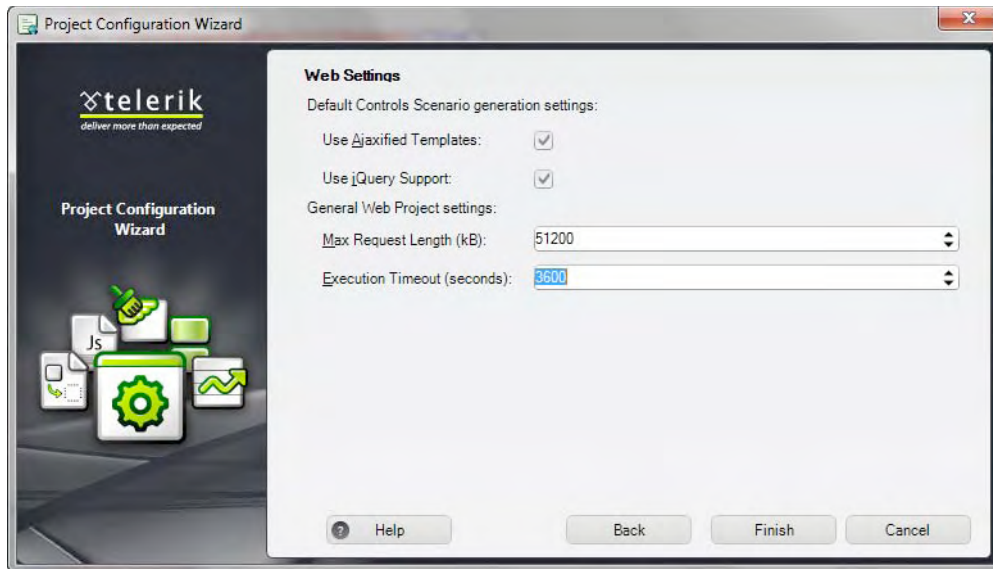 Project Configuration Wizard
telerik
deliver more than expected
Project Configuration
Wizard
Js
Web Settings
Default Controls Scenario generation settings:
Use Ajaxified Templates:
Use jQuery Support:
General Web Project settings:
Max Request Length (kB): 51200
Execution Timeout (seconds): 3600
? Help Back Finish Cancel